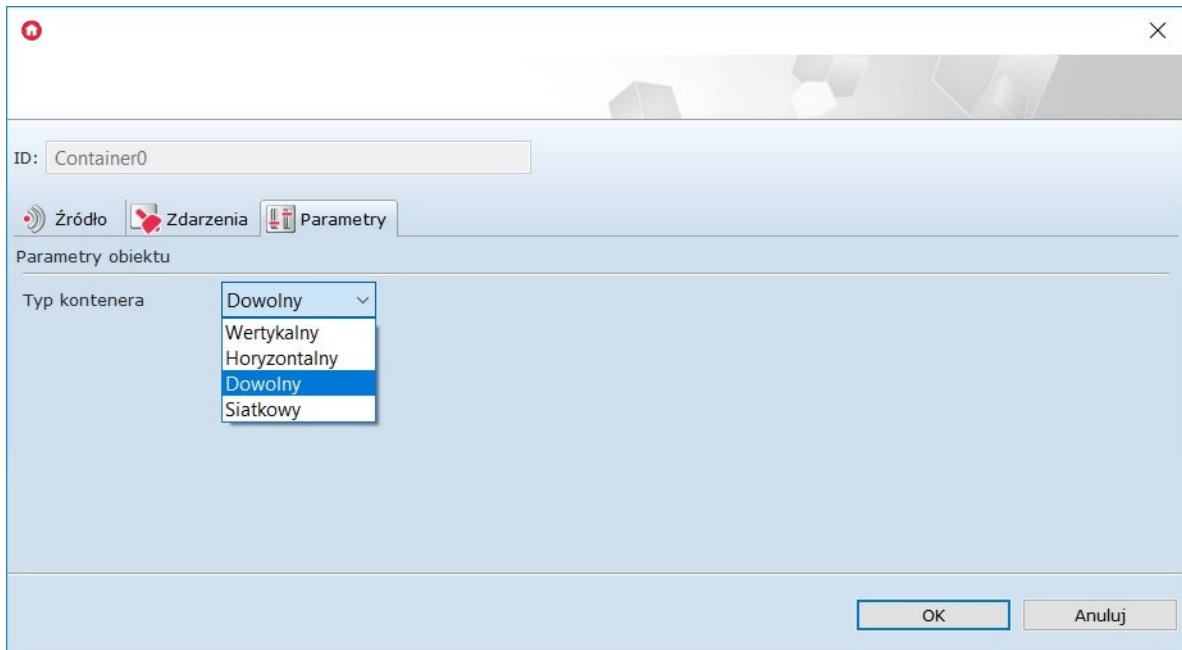 ID: Container0
Źródło Zdarzenia Parametry
Parametry obiektu
Typ kontenera Dowolny
Wertykalny
Horyzontalny
Dowolny
Siatkowy
OK Anuluj